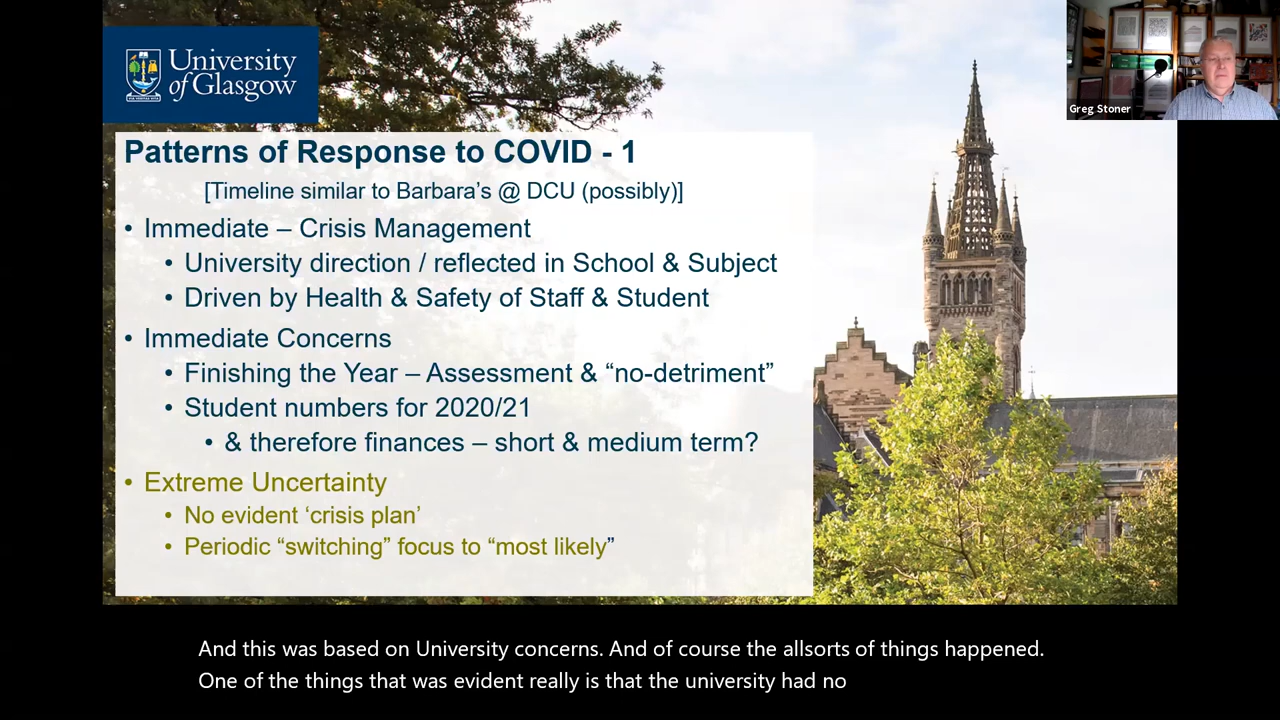 University
of Glasgow
Greg Stoner
Patterns of Response to COVID - 1
[Timeline similar to Barbara’s @ DCU (possibly)]
• Immediate – Crisis Management
• University direction / reflected in School & Subject
• Driven by Health & Safety of Staff & Student
• Immediate Concerns
• Finishing the Year – Assessment & “no-detriment”
• Student numbers for 2020/21
• & therefore finances – short & medium term?
• Extreme Uncertainty
• No evident ‘crisis plan’
• Periodic “switching” focus to “most likely”
And this was based on University concerns. And of course the allsorts of things happened.
One of the things that was evident really is that the university had no